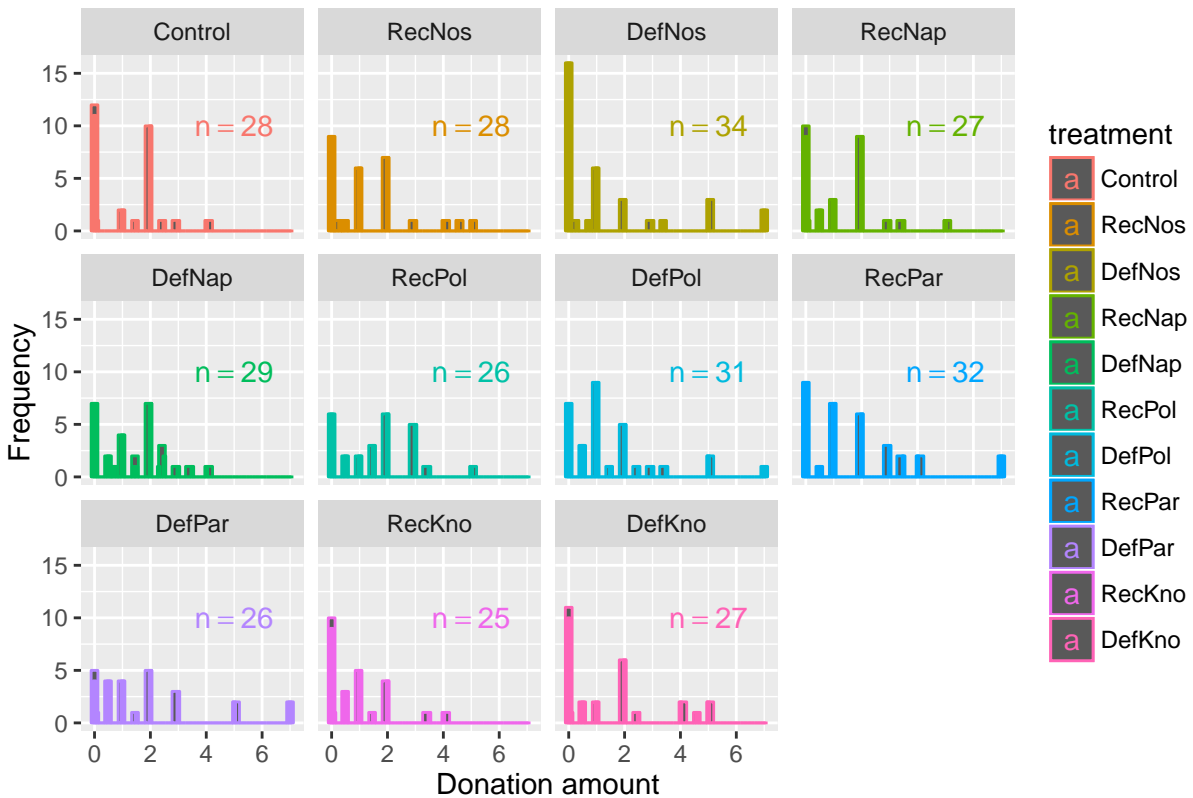 Control RecNos DefNos RecNap
15
10
5
0
n = 28 n = 28 n = 34 n = 27
DefNap RecPol DefPol RecPar
15
10
5
0
n = 29 n = 26 n = 31 n = 32
DefPar RecKno DefKno
15
10
5
0
n = 26 n = 25 n = 27
0 2 4 6 0 2 4 6 0 2 4 6
Frequency
Donation amount
treatment
a Control
a RecNos
a DefNos
a RecNap
a DefNap
a RecPol
a DefPol
a RecPar
a DefPar
a RecKno
a DefKno